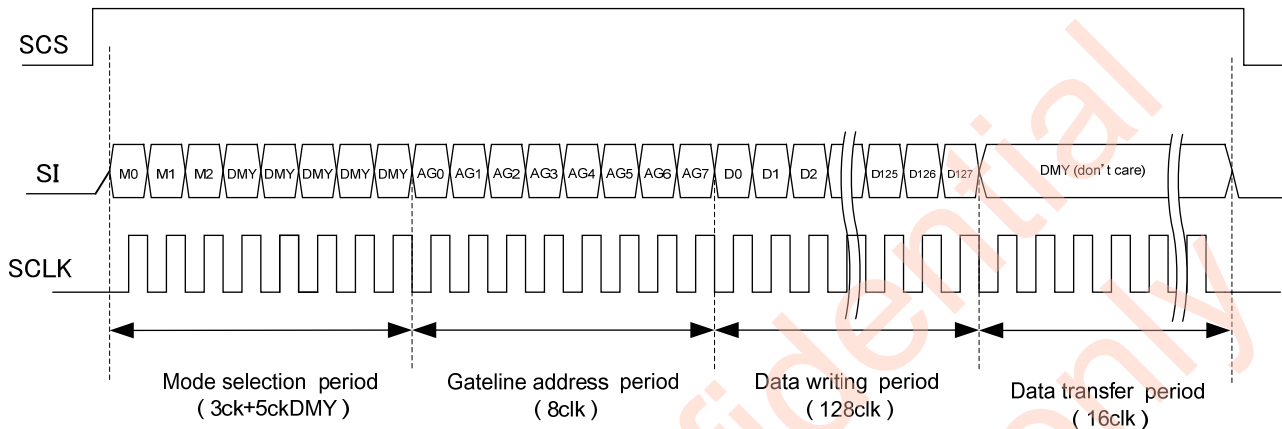 SCS
SI
M0 M1 M2 DMY DMY DMY DMY DMY AG0 AG1 AG2 AG3 AG4 AG5 AG6 AG7 D0 D1 D2 D125 D126 D127 DMY (don't care)
SCLK
Mode selection period
( 3ck+5ckDMY )
Gateline address period
( 8clk )
Data writing period
( 128clk )
Data transfer period
( 16clk )
fidential
only